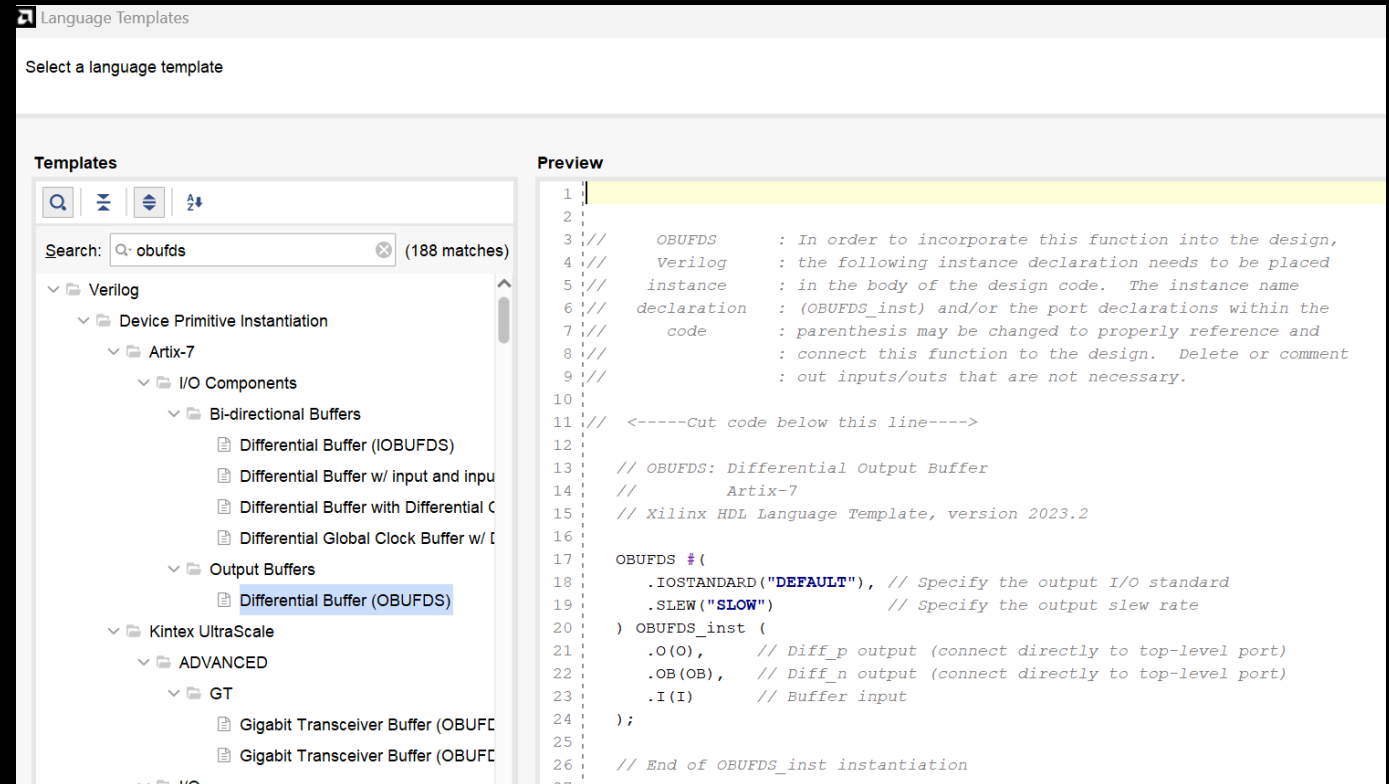 Language Templates
Select a language template
Templates
Search: obufds (188 matches)
Verilog
Device Primitive Instantiation
Artix-7
I/O Components
Bi-directional Buffers
Differential Buffer (IOBUFDS)
Differential Buffer w/ input and inpu
Differential Buffer with Differential
Differential Global Clock Buffer w/
Output Buffers
Differential Buffer (OBUFDS)
Kintex UltraScale
ADVANCED
GT
Gigabit Transceiver Buffer (OBUFD
Gigabit Transceiver Buffer (OBUFD
Preview
1
2
3 // OBUFDS : In order to incorporate this function into the design,
4 // Verilog : the following instance declaration needs to be placed
5 // instance : in the body of the design code. The instance name
6 // declaration : (OBUFDS_inst) and/or the port declarations within the
7 // code : parenthesis may be changed to properly reference and
8 // : connect this function to the design. Delete or comment
9 // : out inputs/outs that are not necessary.
10
11 // <-----Cut code below this line---->
12
13 // OBUFDS: Differential Output Buffer
14 // Artix-7
15 // Xilinx HDL Language Template, version 2023.2
16
17 OBUFDS #(
18 .IOSTANDARD("DEFAULT"), // Specify the output I/O standard
19 .SLEW("SLOW") // Specify the output slew rate
20 ) OBUFDS_inst (
21 .O(O), // Diff_p output (connect directly to top-level port)
22 .OB(OB), // Diff_n output (connect directly to top-level port)
23 .I(I) // Buffer input
24 );
25
26 // End of OBUFDS_inst instantiation